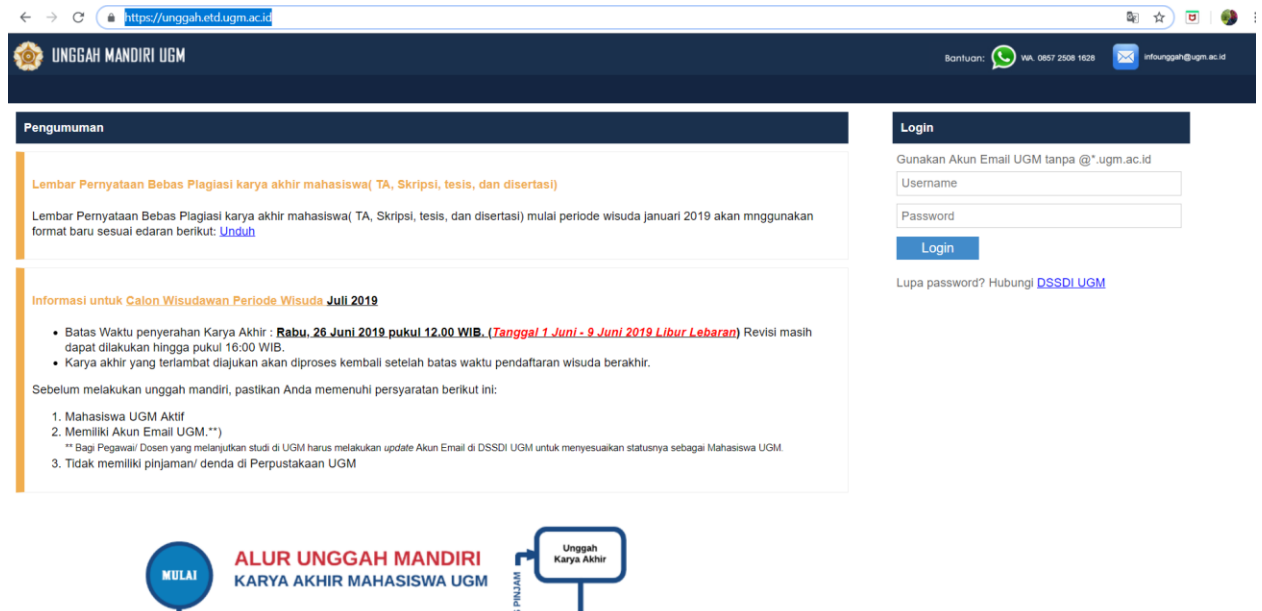 https://unggah.etd.ugm.ac.id
UNGGAH MANDIRI UGM
Bantuan: WA. 0857 2508 1628 infounggah@ugm.ac.id
Pengumuman
Lembar Pernyataan Bebas Plagiasi karya akhir mahasiswa( TA, Skripsi, tesis, dan disertasi)
Lembar Pernyataan Bebas Plagiasi karya akhir mahasiswa( TA, Skripsi, tesis, dan disertasi) mulai periode wisuda januari 2019 akan mnggunakan
format baru sesuai edaran berikut: Unduh
Informasi untuk Calon Wisudawan Periode Wisuda Juli 2019
• Batas Waktu penyerahan Karya Akhir : Rabu, 26 Juni 2019 pukul 12.00 WIB. (Tanggal 1 Juni - 9 Juni 2019 Libur Lebaran) Revisi masih
dapat dilakukan hingga pukul 16:00 WIB.
• Karya akhir yang terlambat diajukan akan diproses kembali setelah batas waktu pendaftaran wisuda berakhir.
Sebelum melakukan unggah mandiri, pastikan Anda memenuhi persyaratan berikut ini:
1. Mahasiswa UGM Aktif
2. Memiliki Akun Email UGM.**)
** Bagi Pegawai/ Dosen yang melanjutkan studi di UGM harus melakukan update Akun Email di DSSDI UGM untuk menyesuaikan statusnya sebagai Mahasiswa UGM.
3. Tidak memiliki pinjaman/ denda di Perpustakaan UGM
Login
Gunakan Akun Email UGM tanpa @*.ugm.ac.id
Username
Password
Login
Lupa password? Hubungi DSSDI UGM
MULAI
ALUR UNGGAH MANDIRI
KARYA AKHIR MAHASISWA UGM
PINJAM
Unggah
Karya Akhir